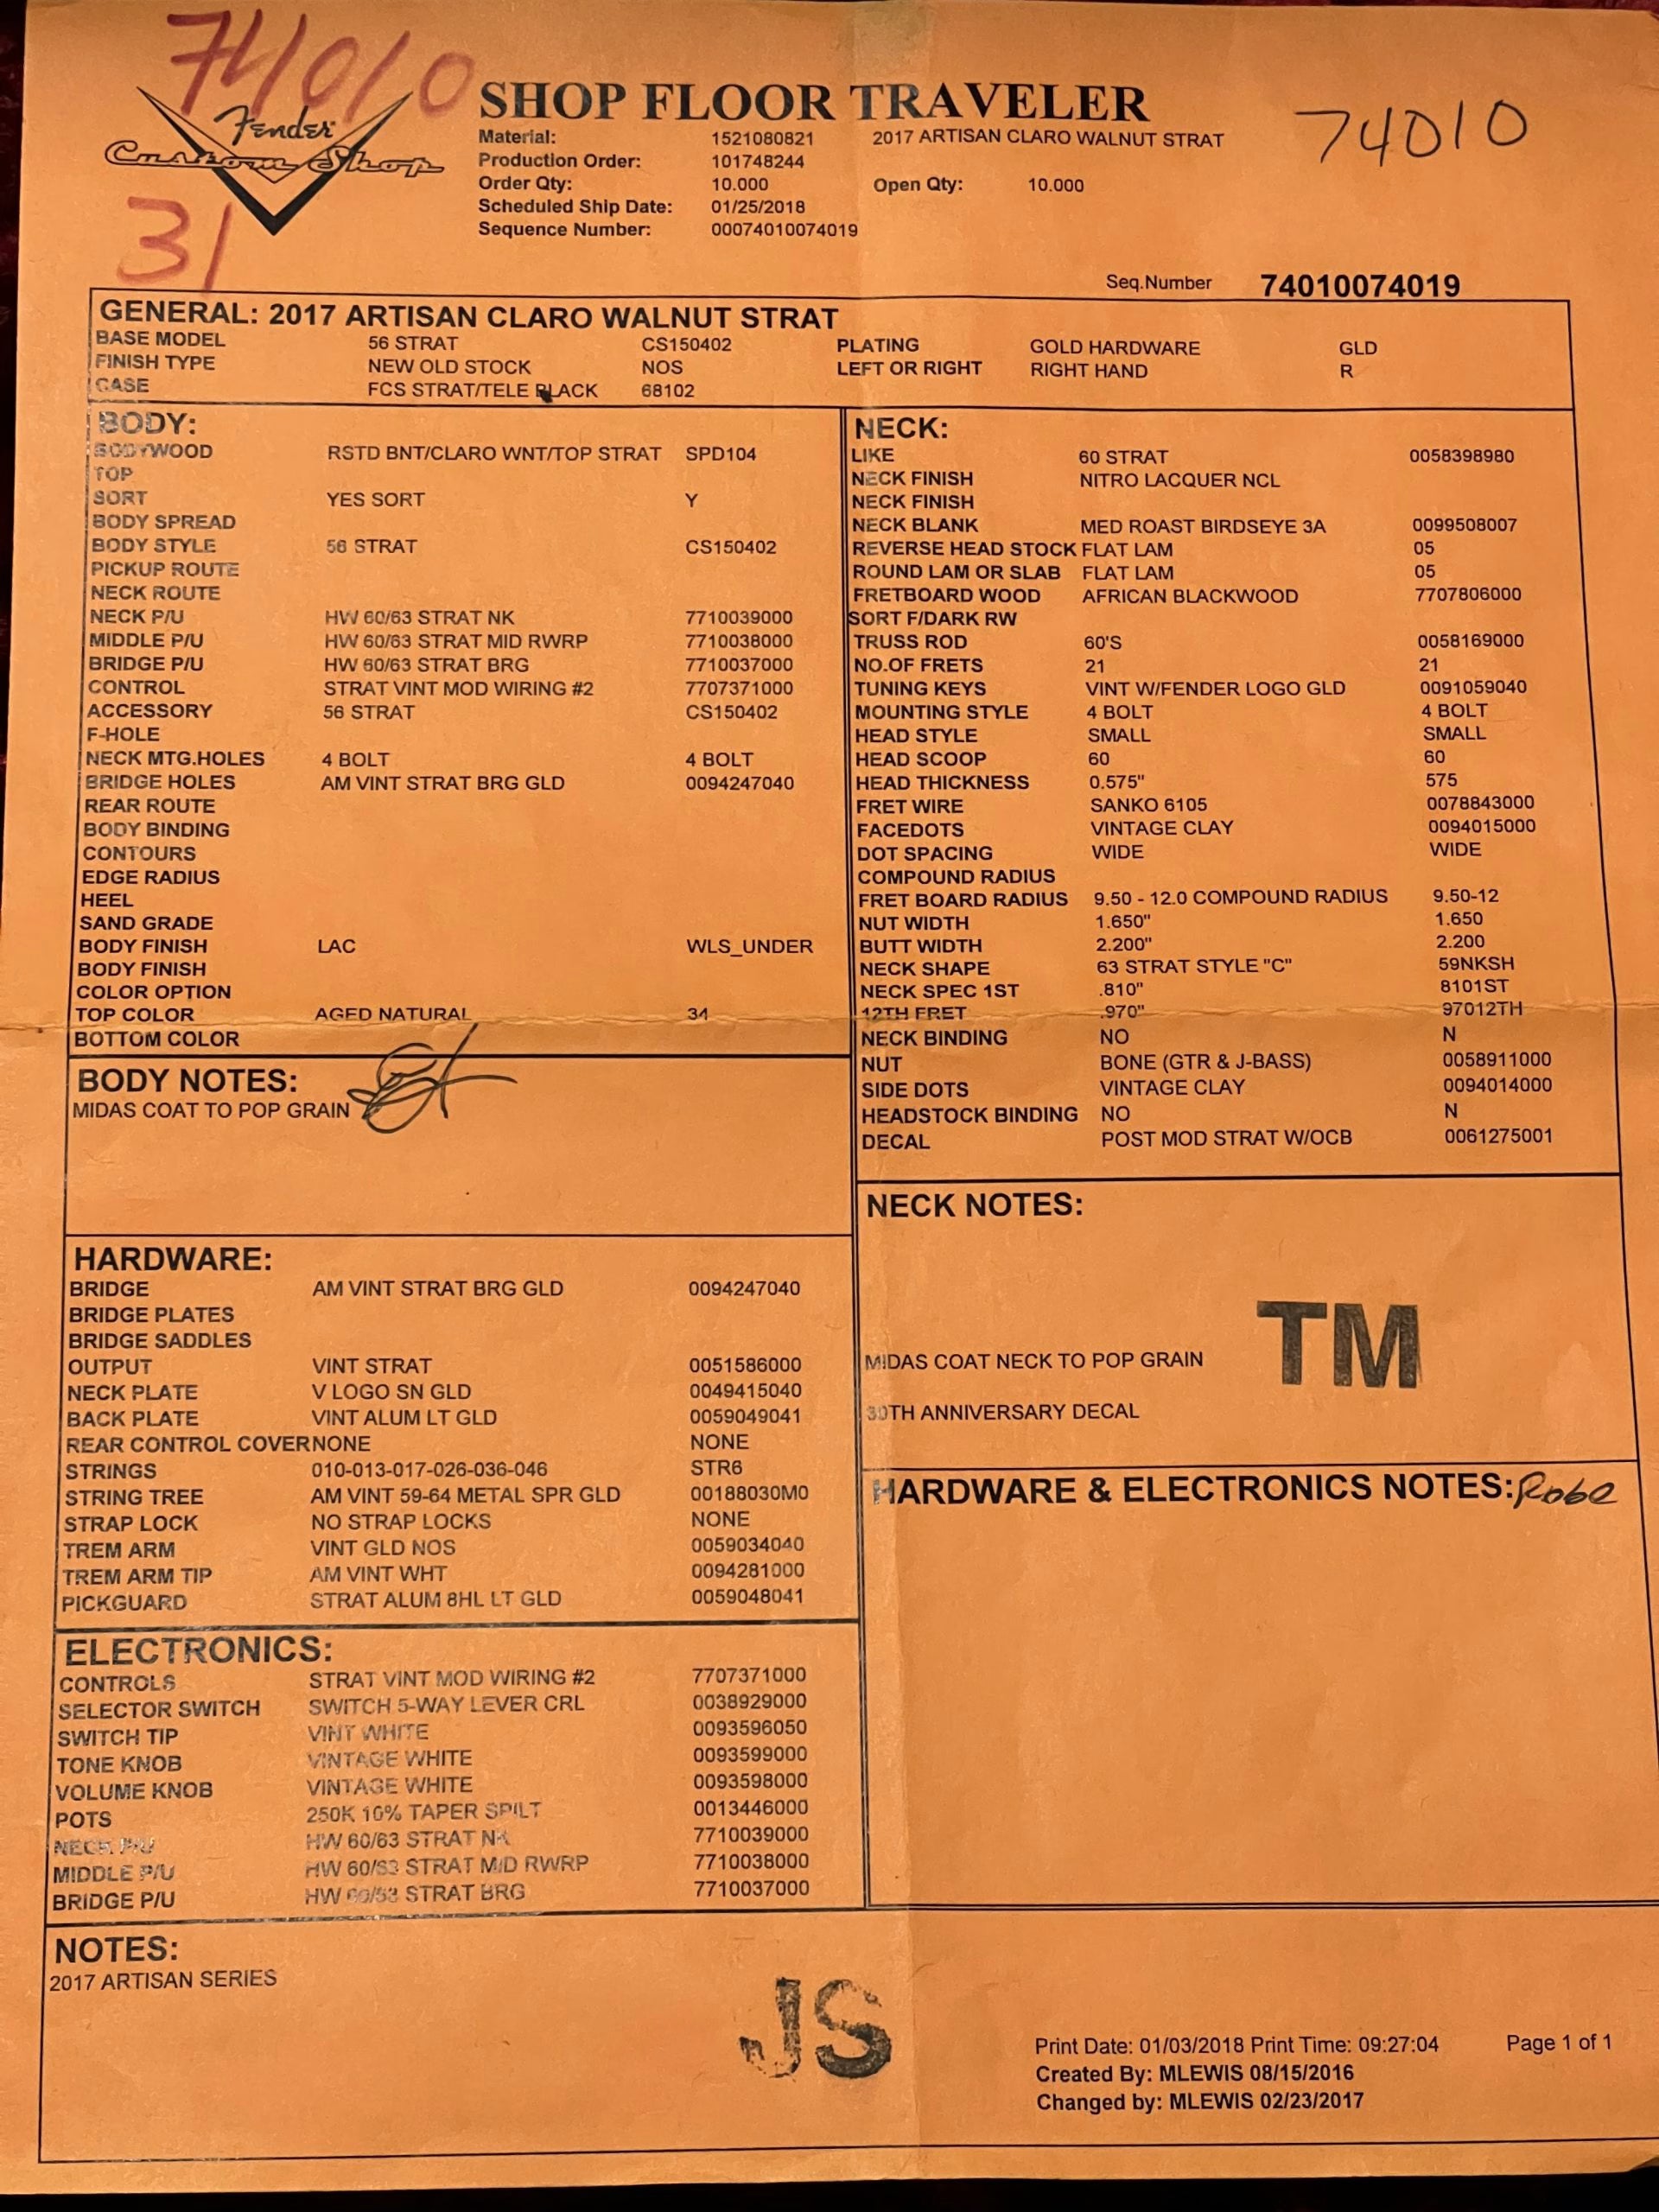 74010
Fender
Custom Shop
31
SHOP FLOOR TRAVELER
74010
Material: 1521080821 2017 ARTISAN CLARO WALNUT STRAT
Production Order: 101748244
Order Qty: 10.000 Open Qty: 10.000
Scheduled Ship Date: 01/25/2018
Sequence Number: 00074010074019
Seq.Number 74010074019
GENERAL: 2017 ARTISAN CLARO WALNUT STRAT
BASE MODEL 56 STRAT CS150402 PLATING GOLD HARDWARE GLD
FINISH TYPE NEW OLD STOCK NOS LEFT OR RIGHT RIGHT HAND R
CASE FCS STRAT/TELE BLACK 68102
BODY:
BODYWOOD RSTD BNT/CLARO WNT/TOP STRAT SPD104
TOP
SORT YES SORT Y
BODY SPREAD
BODY STYLE 56 STRAT CS150402
PICKUP ROUTE
NECK ROUTE
NECK P/U HW 60/63 STRAT NK 7710039000
MIDDLE P/U HW 60/63 STRAT MID RWRP 7710038000
BRIDGE P/U HW 60/63 STRAT BRG 7710037000
CONTROL STRAT VINT MOD WIRING #2 7707371000
ACCESSORY 56 STRAT CS150402
F-HOLE
NECK MTG.HOLES 4 BOLT 4 BOLT
BRIDGE HOLES AM VINT STRAT BRG GLD 0094247040
REAR ROUTE
BODY BINDING
CONTOURS
EDGE RADIUS
HEEL
SAND GRADE
BODY FINISH LAC WLS_UNDER
BODY FINISH
COLOR OPTION
TOP COLOR AGED NATURAL 34
BOTTOM COLOR
BODY NOTES:
MIDAS COAT TO POP GRAIN
HARDWARE:
BRIDGE AM VINT STRAT BRG GLD 0094247040
BRIDGE PLATES
BRIDGE SADDLES
OUTPUT VINT STRAT 0051586000
NECK PLATE V LOGO SN GLD 0049415040
BACK PLATE VINT ALUM LT GLD 0059049041
REAR CONTROL COVERNONE NONE
STRINGS 010-013-017-026-036-046 STR6
STRING TREE AM VINT 59-64 METAL SPR GLD 00188030M0
STRAP LOCK NO STRAP LOCKS NONE
TREM ARM VINT GLD NOS 0059034040
TREM ARM TIP AM VINT WHT 0094281000
PICKGUARD STRAT ALUM 8HL LT GLD 0059048041
ELECTRONICS:
CONTROLS STRAT VINT MOD WIRING #2 7707371000
SELECTOR SWITCH SWITCH 5-WAY LEVER CRL 0038929000
SWITCH TIP VINT WHITE 0093596050
TONE KNOB VINTAGE WHITE 0093599000
VOLUME KNOB VINTAGE WHITE 0093598000
POTS 250K 10% TAPER SPILT 0013446000
NECK P/U HW 60/63 STRAT NK 7710039000
MIDDLE P/U HW 60/63 STRAT MID RWRP 7710038000
BRIDGE P/U HW 60/63 STRAT BRG 7710037000
NECK:
LIKE 60 STRAT 0058398980
NECK FINISH NITRO LACQUER NCL
NECK FINISH
NECK BLANK MED ROAST BIRDSEYE 3A 0099508007
REVERSE HEAD STOCK FLAT LAM 05
ROUND LAM OR SLAB FLAT LAM 05
FRETBOARD WOOD AFRICAN BLACKWOOD 7707806000
SORT F/DARK RW
TRUSS ROD 60'S 0058169000
NO.OF FRETS 21 21
TUNING KEYS VINT W/FENDER LOGO GLD 0091059040
MOUNTING STYLE 4 BOLT 4 BOLT
HEAD STYLE SMALL SMALL
HEAD SCOOP 60 60
HEAD THICKNESS 0.575" 575
FRET WIRE SANKO 6105 0078843000
FACEDOTS VINTAGE CLAY 0094015000
DOT SPACING WIDE WIDE
COMPOUND RADIUS
FRET BOARD RADIUS 9.50 - 12.0 COMPOUND RADIUS 9.50-12
NUT WIDTH 1.650" 1.650
BUTT WIDTH 2.200" 2.200
NECK SHAPE 63 STRAT STYLE "C" 59NKSH
NECK SPEC 1ST .810" 8101ST
12TH FRET .970" 97012TH
NECK BINDING NO N
NUT BONE (GTR & J-BASS) 0058911000
SIDE DOTS VINTAGE CLAY 0094014000
HEADSTOCK BINDING NO N
DECAL POST MOD STRAT W/OCB 0061275001
NECK NOTES:
TM
MIDAS COAT NECK TO POP GRAIN
30TH ANNIVERSARY DECAL
HARDWARE & ELECTRONICS NOTES:
NOTES:
2017 ARTISAN SERIES
JS
Print Date: 01/03/2018 Print Time: 09:27:04 Page 1 of 1
Created By: MLEWIS 08/15/2016
Changed by: MLEWIS 02/23/2017